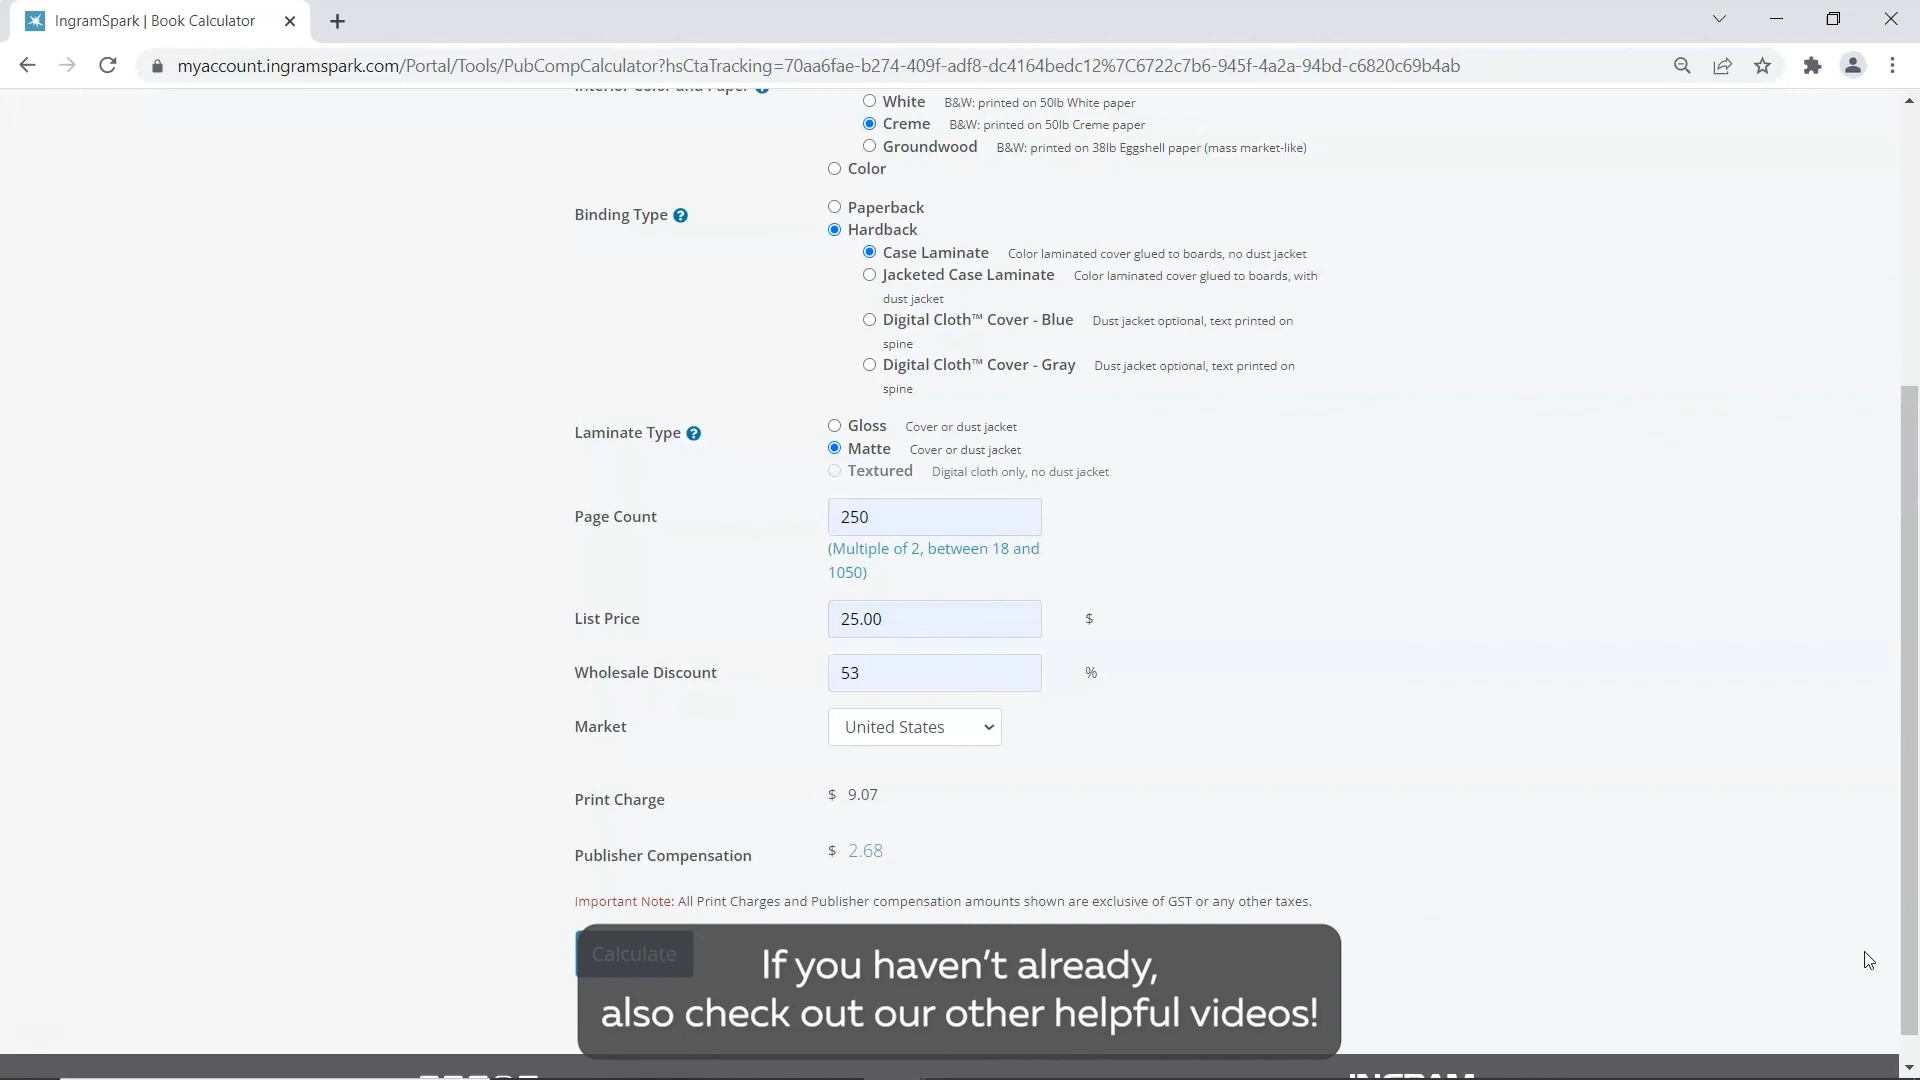 IngramSpark | Book Calculator
myaccount.ingramspark.com/Portal/Tools/PubCompCalculator?hsCtaTracking=70aa6fae-b274-409f-adf8-dc4164bedc12%7C6722c7b6-945f-4a2a-94bd-c6820c69b4ab
Interior Color and Paper
White B&W: printed on 50lb White paper
Creme B&W: printed on 50lb Creme paper
Groundwood B&W: printed on 38lb Eggshell paper (mass market-like)
Color
Binding Type ?
Paperback
Hardback
Case Laminate Color laminated cover glued to boards, no dust jacket
Jacketed Case Laminate Color laminated cover glued to boards, with
dust jacket
Digital Cloth™ Cover - Blue Dust jacket optional, text printed on
spine
Digital Cloth™ Cover - Gray Dust jacket optional, text printed on
spine
Laminate Type ?
Gloss Cover or dust jacket
Matte Cover or dust jacket
Textured Digital cloth only, no dust jacket
Page Count 250
(Multiple of 2, between 18 and
1050)
List Price 25.00 $
Wholesale Discount 53 %
Market United States
Print Charge $ 9.07
Publisher Compensation $ 2.68
Important Note: All Print Charges and Publisher compensation amounts shown are exclusive of GST or any other taxes.
Calculate
If you haven't already,
also check out our other helpful videos!
INGRAM